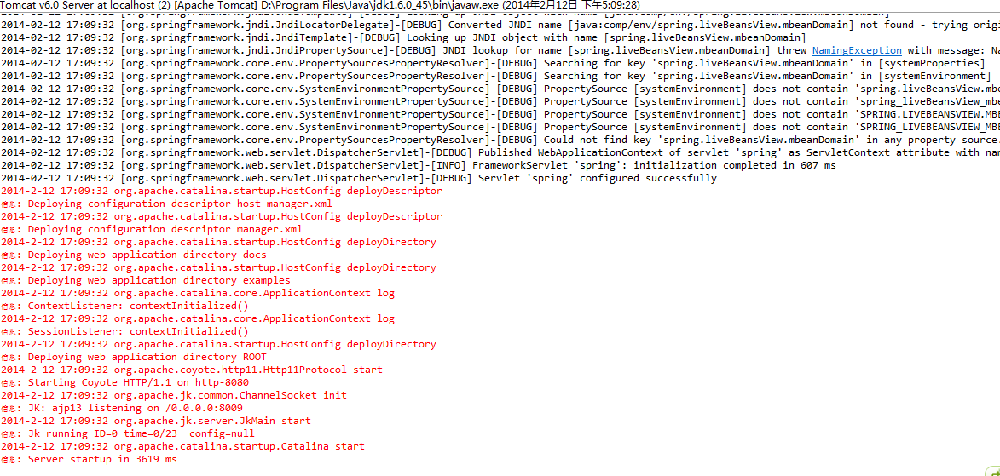 Tomcat v6.0 Server at localhost (2) [Apache Tomcat] D:\Program Files\Java\jdk1.6.0_45\bin\javaw.exe (2014年2月12日 下午5:09:28)
2014-02-12 17:09:32 [org.springframework.jndi.JndiTemplate]-[DEBUG] Looking up JNDI object with name [java:comp/env/spring.liveBeansView.mbeanDomain]
2014-02-12 17:09:32 [org.springframework.jndi.JndiLocatorDelegate]-[DEBUG] Converted JNDI name [java:comp/env/spring.liveBeansView.mbeanDomain] not found - trying origi
2014-02-12 17:09:32 [org.springframework.jndi.JndiTemplate]-[DEBUG] Looking up JNDI object with name [spring.liveBeansView.mbeanDomain]
2014-02-12 17:09:32 [org.springframework.jndi.JndiPropertySource]-[DEBUG] JNDI lookup for name [spring.liveBeansView.mbeanDomain] threw NamingException with message: Na
2014-02-12 17:09:32 [org.springframework.core.env.PropertySourcesPropertyResolver]-[DEBUG] Searching for key 'spring.liveBeansView.mbeanDomain' in [systemProperties]
2014-02-12 17:09:32 [org.springframework.core.env.PropertySourcesPropertyResolver]-[DEBUG] Searching for key 'spring.liveBeansView.mbeanDomain' in [systemEnvironment]
2014-02-12 17:09:32 [org.springframework.core.env.SystemEnvironmentPropertySource]-[DEBUG] PropertySource [systemEnvironment] does not contain 'spring.liveBeansView.mbe
2014-02-12 17:09:32 [org.springframework.core.env.SystemEnvironmentPropertySource]-[DEBUG] PropertySource [systemEnvironment] does not contain 'spring_liveBeansView_mbe
2014-02-12 17:09:32 [org.springframework.core.env.SystemEnvironmentPropertySource]-[DEBUG] PropertySource [systemEnvironment] does not contain 'SPRING.LIVEBEANSVIEW.MBE
2014-02-12 17:09:32 [org.springframework.core.env.SystemEnvironmentPropertySource]-[DEBUG] PropertySource [systemEnvironment] does not contain 'SPRING_LIVEBEANSVIEW_MBE
2014-02-12 17:09:32 [org.springframework.core.env.PropertySourcesPropertyResolver]-[DEBUG] Could not find key 'spring.liveBeansView.mbeanDomain' in any property source.
2014-02-12 17:09:32 [org.springframework.web.servlet.DispatcherServlet]-[DEBUG] Published WebApplicationContext of servlet 'spring' as ServletContext attribute with nam
2014-02-12 17:09:32 [org.springframework.web.servlet.DispatcherServlet]-[INFO] FrameworkServlet 'spring': initialization completed in 607 ms
2014-02-12 17:09:32 [org.springframework.web.servlet.DispatcherServlet]-[DEBUG] Servlet 'spring' configured successfully
2014-2-12 17:09:32 org.apache.catalina.startup.HostConfig deployDescriptor
信息: Deploying configuration descriptor host-manager.xml
2014-2-12 17:09:32 org.apache.catalina.startup.HostConfig deployDescriptor
信息: Deploying configuration descriptor manager.xml
2014-2-12 17:09:32 org.apache.catalina.startup.HostConfig deployDirectory
信息: Deploying web application directory docs
2014-2-12 17:09:32 org.apache.catalina.startup.HostConfig deployDirectory
信息: Deploying web application directory examples
2014-2-12 17:09:32 org.apache.catalina.core.ApplicationContext log
信息: ContextListener: contextInitialized()
2014-2-12 17:09:32 org.apache.catalina.core.ApplicationContext log
信息: SessionListener: contextInitialized()
2014-2-12 17:09:32 org.apache.catalina.startup.HostConfig deployDirectory
信息: Deploying web application directory ROOT
2014-2-12 17:09:32 org.apache.coyote.http11.Http11Protocol start
信息: Starting Coyote HTTP/1.1 on http-8080
2014-2-12 17:09:32 org.apache.jk.common.ChannelSocket init
信息: JK: ajp13 listening on /0.0.0.0:8009
2014-2-12 17:09:32 org.apache.jk.server.JkMain start
信息: Jk running ID=0 time=0/23  config=null
2014-2-12 17:09:32 org.apache.catalina.startup.Catalina start
信息: Server startup in 3619 ms